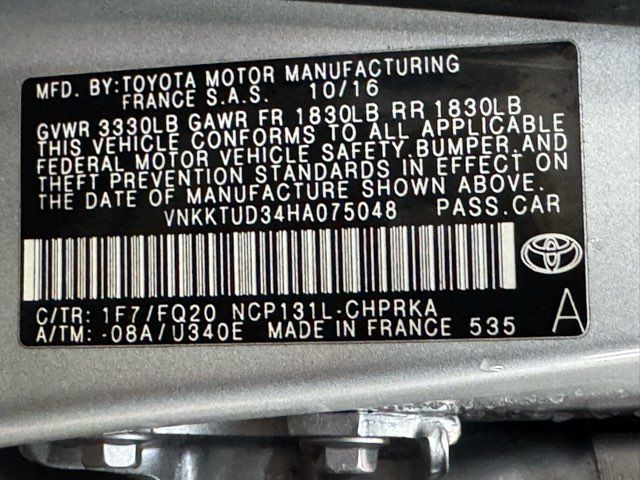 MFD. BY: TOYOTA MOTOR MANUFACTURING
FRANCE S.A.S. 10/16
GVWR 3330LB GAWR FR 1830LB RR 1830LB
THIS VEHICLE CONFORMS TO ALL APPLICABLE
FEDERAL MOTOR VEHICLE SAFETY, BUMPER, AND
THEFT PREVENTION STANDARDS IN EFFECT ON
THE DATE OF MANUFACTURE SHOWN ABOVE.
VNKKTUD34HA075048 PASS.CAR
C/TR: 1F7/FQ20 NCP131L-CHPRKA
A/TM: -08A/U340E MADE IN FRANCE 535
A